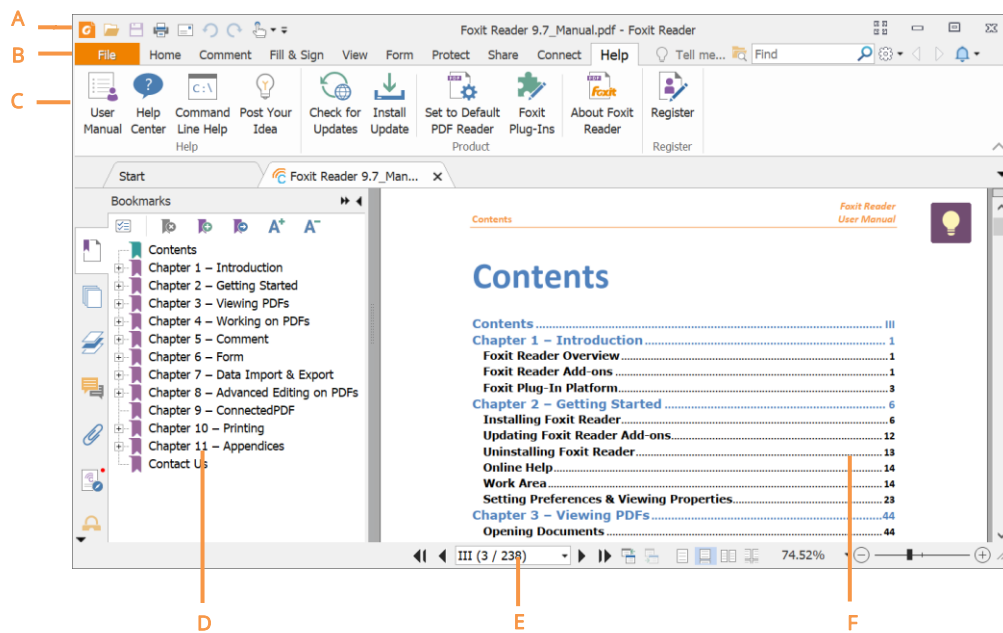 A
Foxit Reader 9.7_Manual.pdf - Foxit Reader
B
File Home Comment Fill & Sign View Form Protect Share Connect Help Tell me... Find
C
C:\ PDF PDF Foxit
User Manual
Help Center
Command Line Help
Post Your Idea
Check for Updates
Install Update
Set to Default PDF Reader
Foxit Plug-Ins
About Foxit Reader
Register
Help Product Register
Start Foxit Reader 9.7_Man...
Bookmarks
Contents
Chapter 1 – Introduction
Chapter 2 – Getting Started
Chapter 3 – Viewing PDFs
Chapter 4 – Working on PDFs
Chapter 5 – Comment
Chapter 6 – Form
Chapter 7 – Data Import & Export
Chapter 8 – Advanced Editing on PDFs
Chapter 9 – ConnectedPDF
Chapter 10 – Printing
Chapter 11 – Appendices
Contact Us
Contents
Foxit Reader
User Manual
Contents
Contents III
Chapter 1 – Introduction 1
Foxit Reader Overview 1
Foxit Reader Add-ons 1
Foxit Plug-In Platform 3
Chapter 2 – Getting Started 6
Installing Foxit Reader 6
Updating Foxit Reader Add-ons 12
Uninstalling Foxit Reader 13
Online Help 14
Work Area 14
Setting Preferences & Viewing Properties 23
Chapter 3 – Viewing PDFs 44
Opening Documents 44
III (3 / 238) 74.52%
D E F